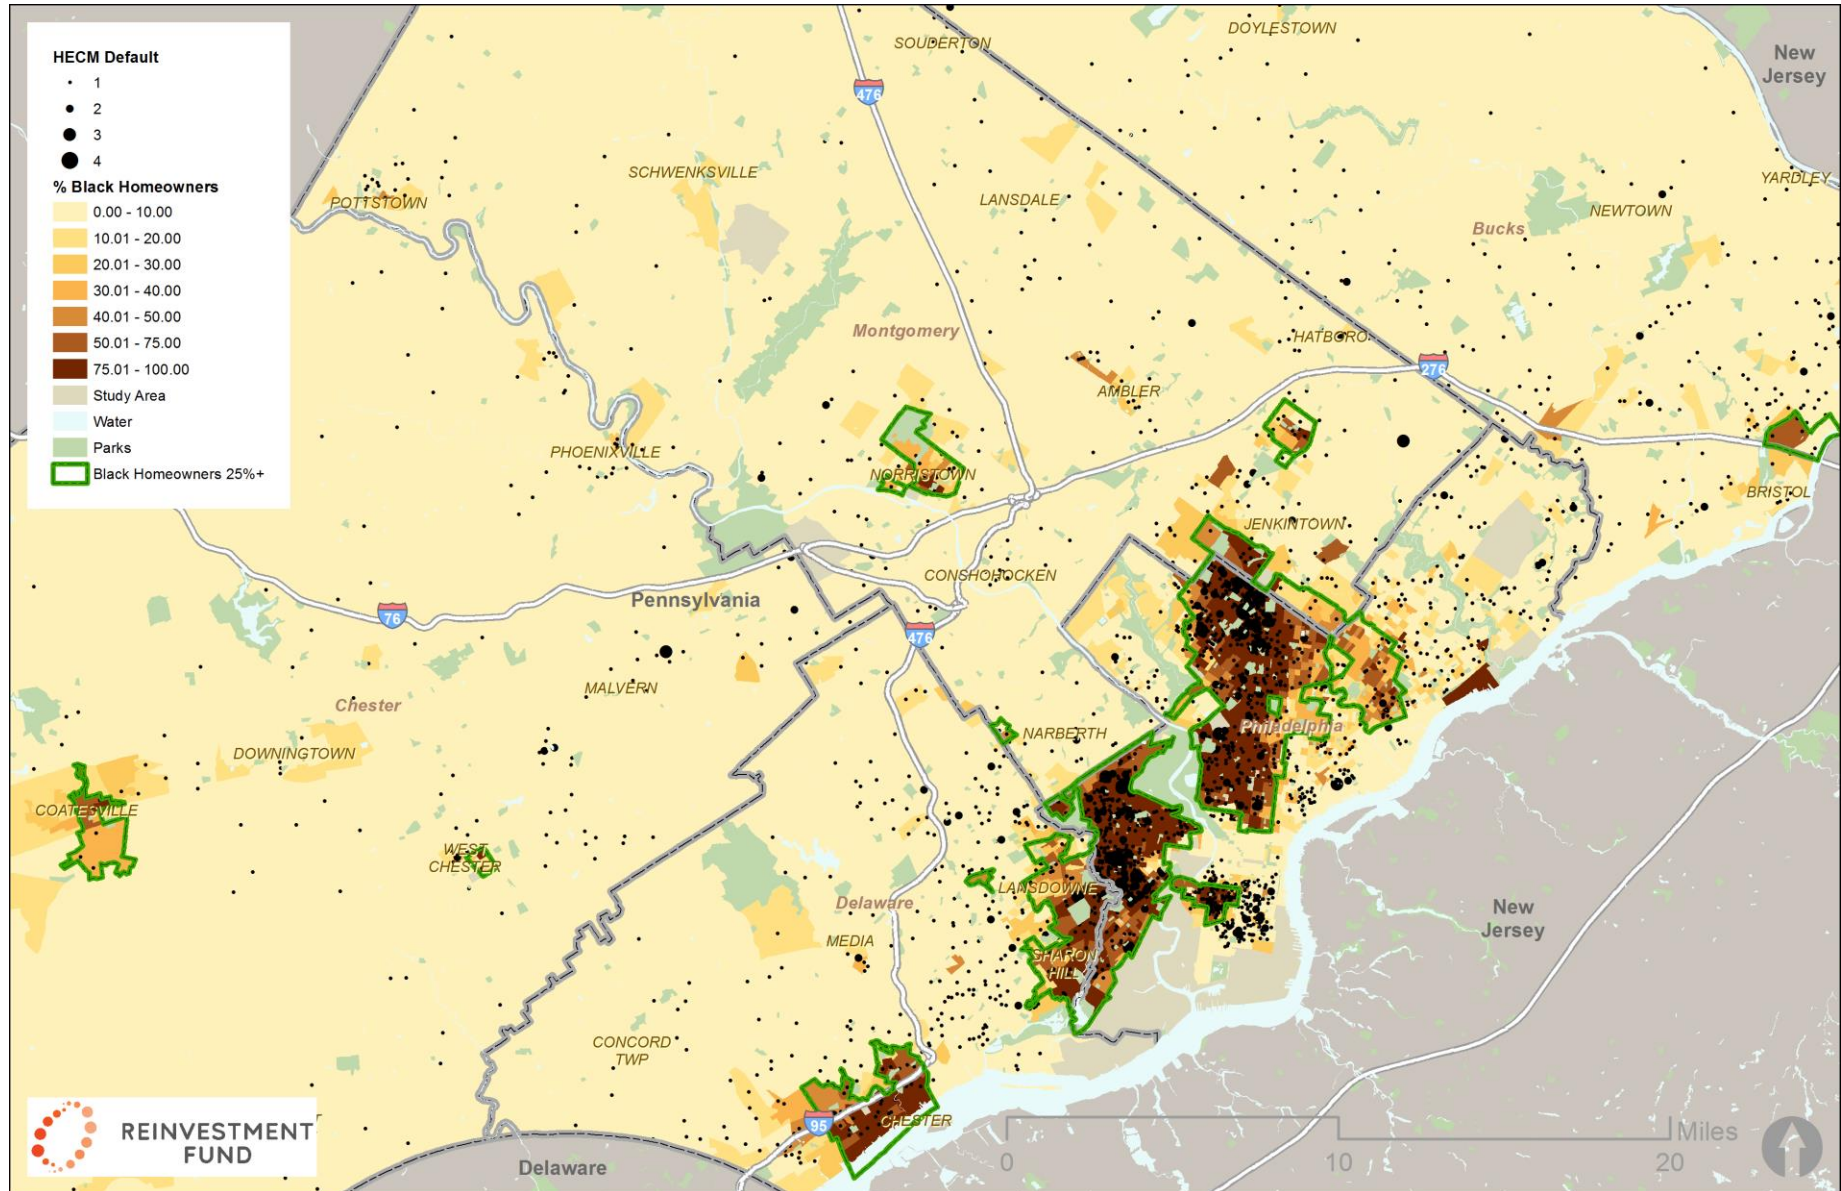 HECM Default
1
2
3
4
% Black Homeowners
0.00 - 10.00
10.01 - 20.00
20.01 - 30.00
30.01 - 40.00
40.01 - 50.00
50.01 - 75.00
75.01 - 100.00
Study Area
Water
Parks
Black Homeowners 25%+
SOUDERTON
DOYLESTOWN
New
Jersey
476
SCHWENKSVILLE
POTTSTOWN
LANSDALE
YARDLEY
NEWTOWN
Bucks
Montgomery
HATBORO
276
AMBLER
PHOENIXVILLE
NORRISTOWN
BRISTOL
JENKINTOWN
CONSHOHOCKEN
Pennsylvania
76
476
MALVERN
Chester
NARBERTH
Philadelphia
DOWNINGTOWN
COATESVILLE
WEST
CHESTER
LANSDOWNE
Delaware
New
Jersey
MEDIA
SHARON
HILL
CONCORD
TWP
CHESTER
95
REINVESTMENT
FUND
Delaware
Miles
0
10
20